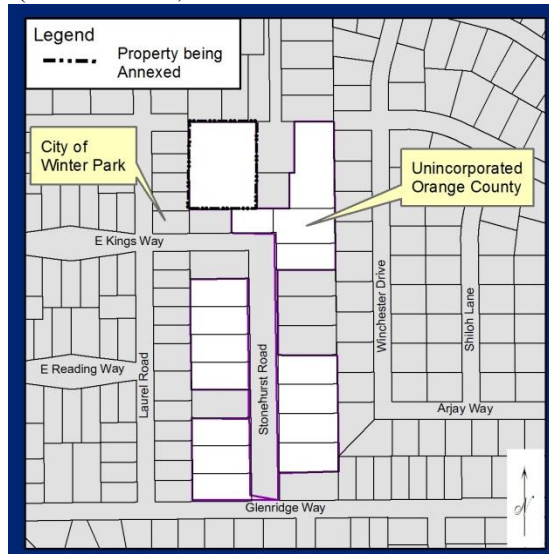 Legend
Property being
Annexed
City of
Winter Park
Unincorporated
Orange County
E Kings Way
E Reading Way
Laurel Road
Stonehurst Road
Winchester Drive
Shiloh Lane
Arjay Way
Glenridge Way
N